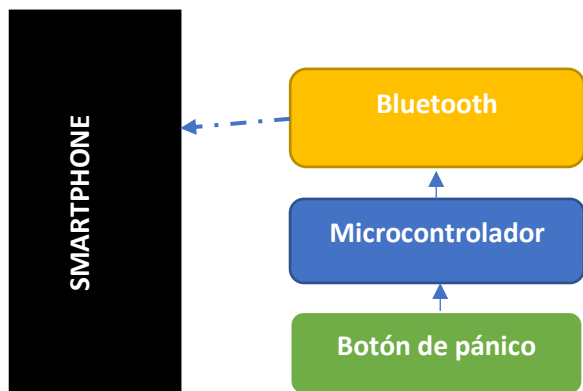 SMARTPHONE
Bluetooth
Microcontrolador
Botón de pánico